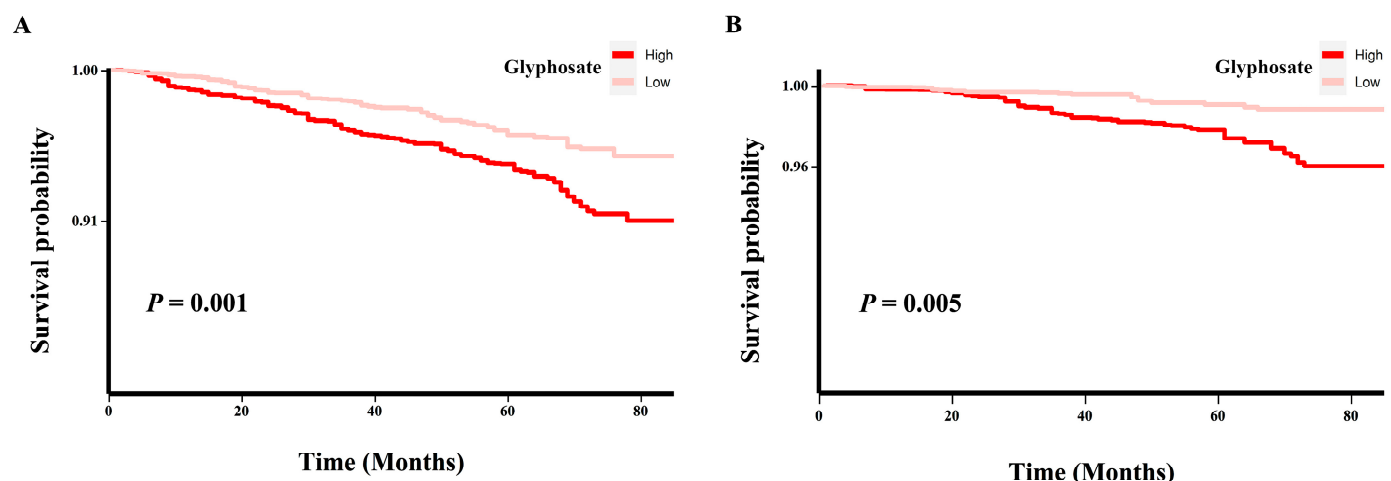 A
Glyphosate
High
Low
1.00
0.91
Survival probability
P = 0.001
0
20
40
60
80
Time (Months)
B
Glyphosate
High
Low
1.00
0.96
Survival probability
P = 0.005
0
20
40
60
80
Time (Months)